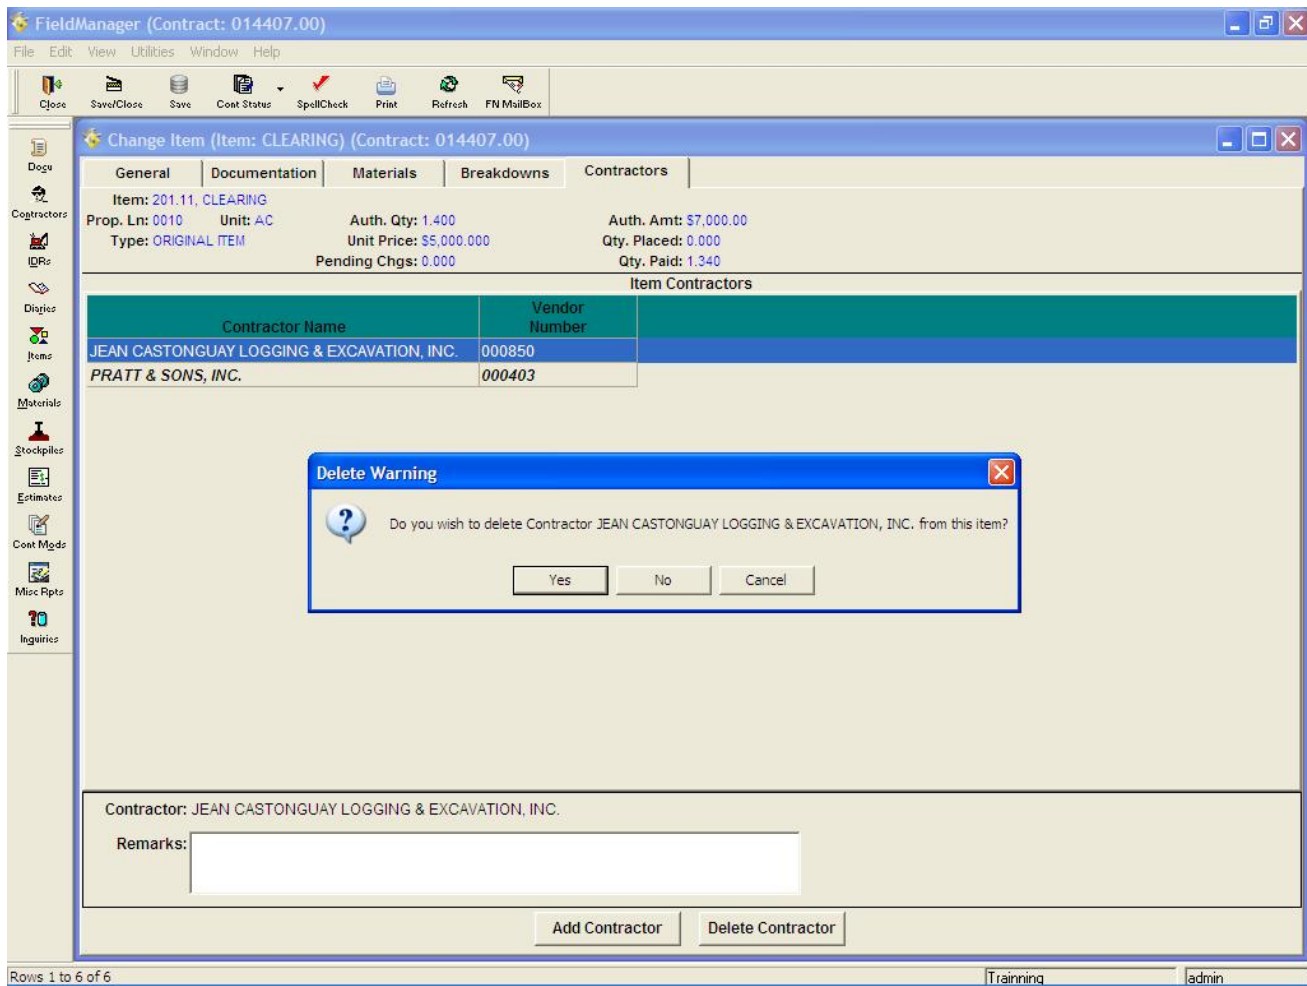 FieldManager (Contract: 014407.00)
File Edit View Utilities Window Help
Close Save/Close Save Cont Status SpellCheck Print Refresh FN MailBox
Change Item (Item: CLEARING) (Contract: 014407.00)
General Documentation Materials Breakdowns Contractors
Docu
Contractors
IDRs
Diaries
Items
Materials
Stockpiles
Estimates
Cont Mods
Misc Rpts
Inquiries
Item: 201.11, CLEARING
Prop. Ln: 0010 Unit: AC Auth. Qty: 1.400 Auth. Amt: $7,000.00
Type: ORIGINAL ITEM Unit Price: $5,000.000 Qty. Placed: 0.000
Pending Chgs: 0.000 Qty. Paid: 1.340
Item Contractors
Contractor Name Vendor Number
JEAN CASTONGUAY LOGGING & EXCAVATION, INC. 000850
PRATT & SONS, INC. 000403
Delete Warning
Do you wish to delete Contractor JEAN CASTONGUAY LOGGING & EXCAVATION, INC. from this item?
Yes No Cancel
Contractor: JEAN CASTONGUAY LOGGING & EXCAVATION, INC.
Remarks:
Add Contractor Delete Contractor
Rows 1 to 6 of 6 Trainning admin